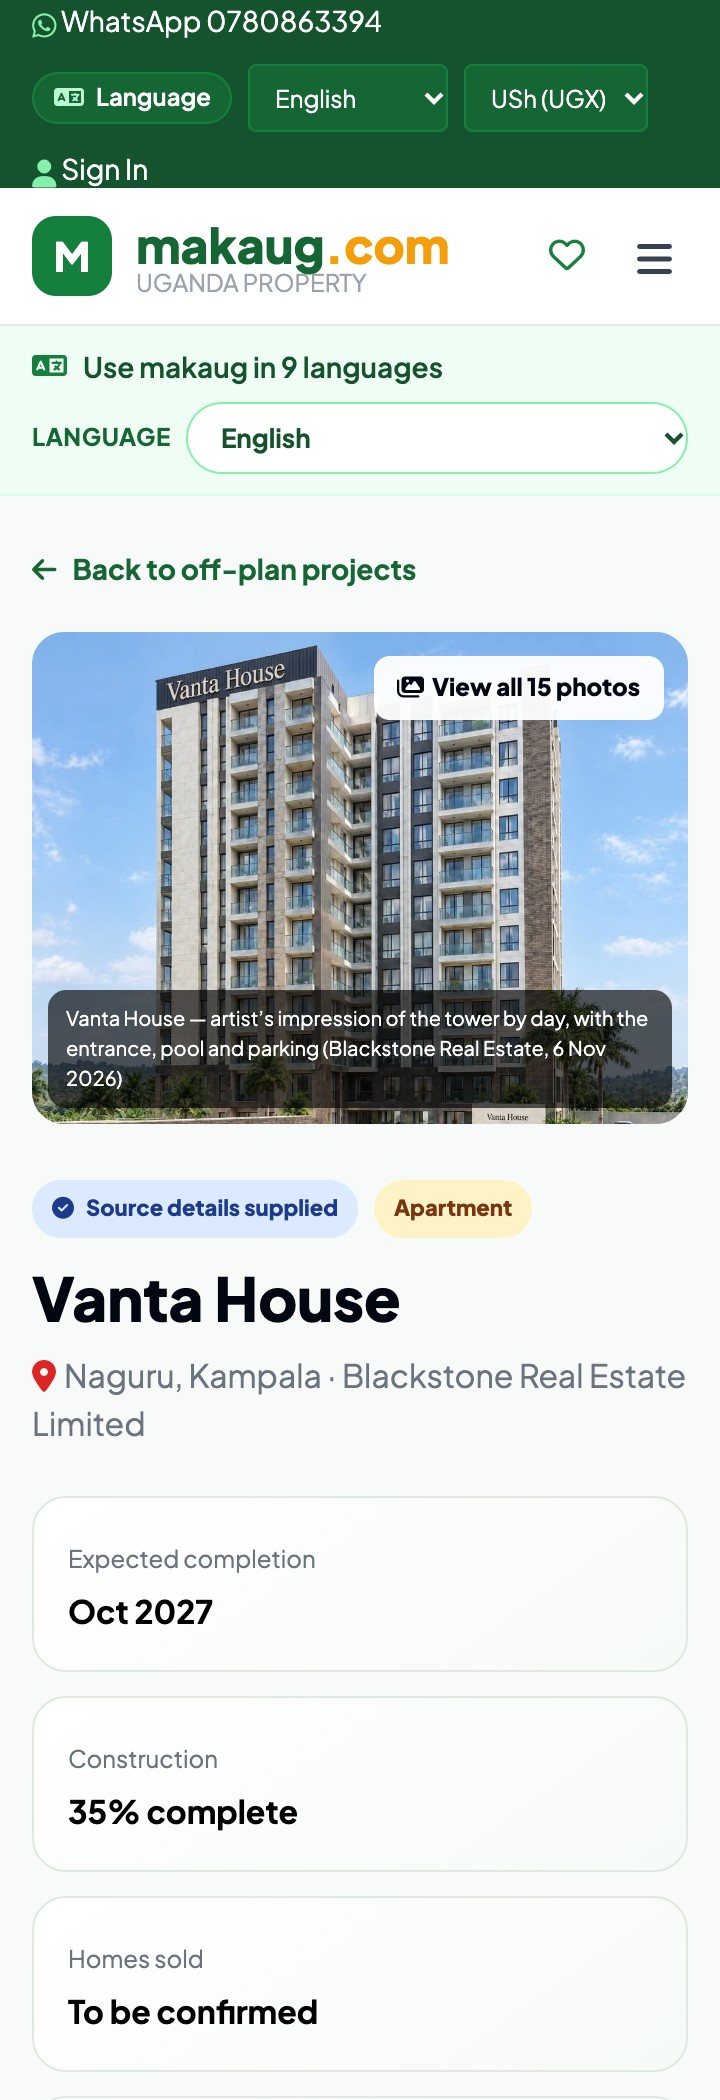 WhatsApp 0780863394
Language
English
USh (UGX)
Sign In
M
makaug.com
UGANDA PROPERTY
Use makaug in 9 languages
LANGUAGE
English
Back to off-plan projects
Vanta House
View all 15 photos
Vanta House — artist’s impression of the tower by day, with the
entrance, pool and parking (Blackstone Real Estate, 6 Nov
2026)
Vanta House
Source details supplied
Apartment
Vanta House
Naguru, Kampala · Blackstone Real Estate
Limited
Expected completion
Oct 2027
Construction
35% complete
Homes sold
To be confirmed